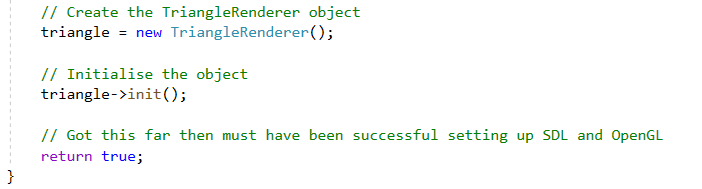 // Create the TriangleRenderer object
triangle = new TriangleRenderer();
// Initialise the object
triangle->init();
// Got this far then must have been successful setting up SDL and OpenGL
return true;
}